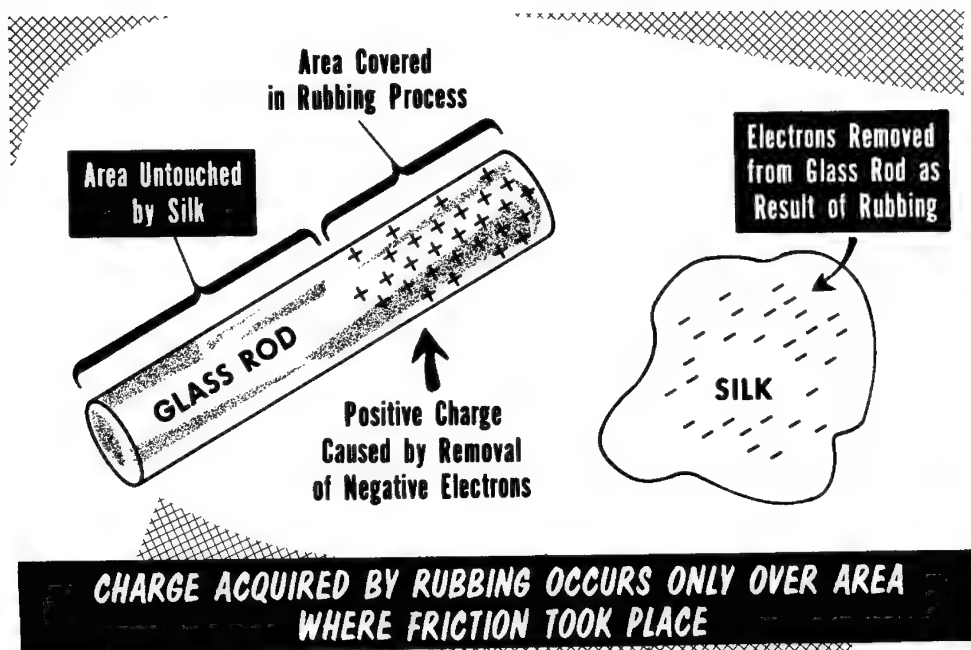 Area Covered
in Rubbing Process
Area Untouched
by Silk
Electrons Removed
from Glass Rod as
Result of Rubbing
GLASS ROD
SILK
Positive Charge
Caused by Removal
of Negative Electrons
CHARGE ACQUIRED BY RUBBING OCCURS ONLY OVER AREA
WHERE FRICTION TOOK PLACE